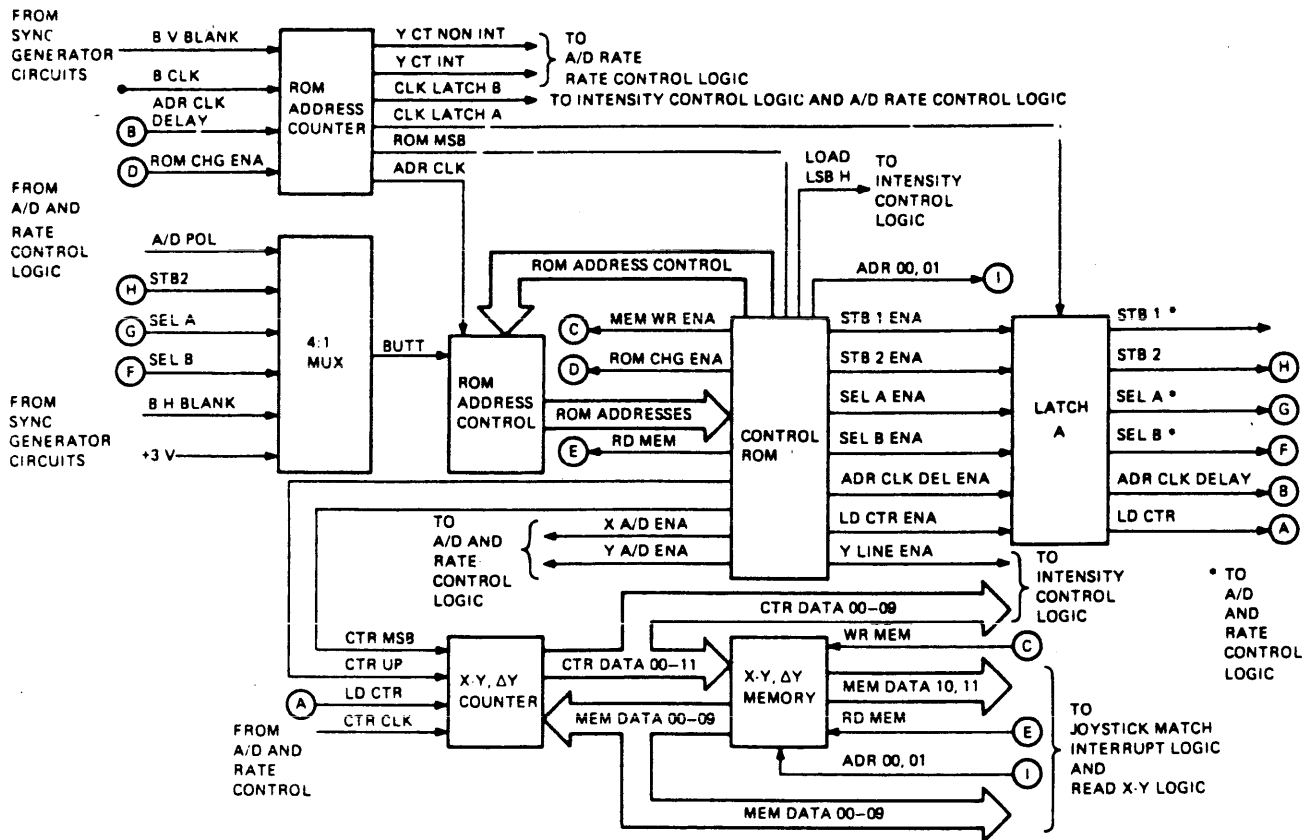 FROM
SYNC
GENERATOR
CIRCUITS
B V BLANK
B CLK
ADR CLK
DELAY
B
D
ROM CHG ENA
ROM
ADDRESS
COUNTER
Y CT NON INT
Y CT INT
TO
A/D RATE
RATE CONTROL LOGIC
CLK LATCH B
TO INTENSITY CONTROL LOGIC AND A/D RATE CONTROL LOGIC
CLK LATCH A
ROM MSB
ADR CLK
LOAD
LSB H
TO
INTENSITY
CONTROL
LOGIC
FROM
A/D AND
RATE
CONTROL
LOGIC
A/D POL
H
STB2
G
SEL A
F
SEL B
FROM
SYNC
GENERATOR
CIRCUITS
B H BLANK
+3 V
4:1
MUX
BUTT
ROM ADDRESS CONTROL
ROM
ADDRESS
CONTROL
ADR 00, 01
I
C
MEM WR ENA
D
ROM CHG ENA
ROM ADDRESSES
E
RD MEM
CONTROL
ROM
STB 1 ENA
STB 2 ENA
SEL A ENA
SEL B ENA
ADR CLK DEL ENA
LD CTR ENA
Y LINE ENA
LATCH
A
STB 1 *
STB 2
H
SEL A *
G
SEL B *
F
ADR CLK DELAY
B
LD CTR
A
TO
A/D AND
RATE
CONTROL
LOGIC
X A/D ENA
Y A/D ENA
TO
INTENSITY
CONTROL
LOGIC
* TO
A/D
AND
RATE
CONTROL
LOGIC
CTR DATA 00-09
CTR MSB
CTR UP
A
LD CTR
CTR CLK
FROM
A/D AND
RATE
CONTROL
X-Y, ΔY
COUNTER
CTR DATA 00-11
MEM DATA 00-09
X-Y, ΔY
MEMORY
WR MEM
C
MEM DATA 10, 11
RD MEM
E
ADR 00, 01
I
MEM DATA 00-09
TO
JOYSTICK MATCH
INTERRUPT LOGIC
AND
READ X-Y LOGIC